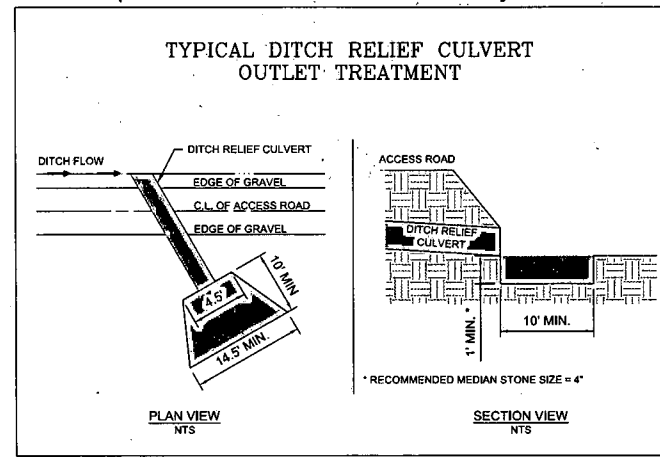 TYPICAL DITCH RELIEF CULVERT
OUTLET TREATMENT
DITCH FLOW
DITCH RELIEF CULVERT
EDGE OF GRAVEL
C.L. OF ACCESS ROAD
EDGE OF GRAVEL
4.5'
10' MIN
14.5' MIN.
PLAN VIEW
NTS
ACCESS ROAD
DITCH RELIEF
CULVERT
1' MIN. *
10' MIN.
* RECOMMENDED MEDIAN STONE SIZE = 4"
SECTION VIEW
NTS